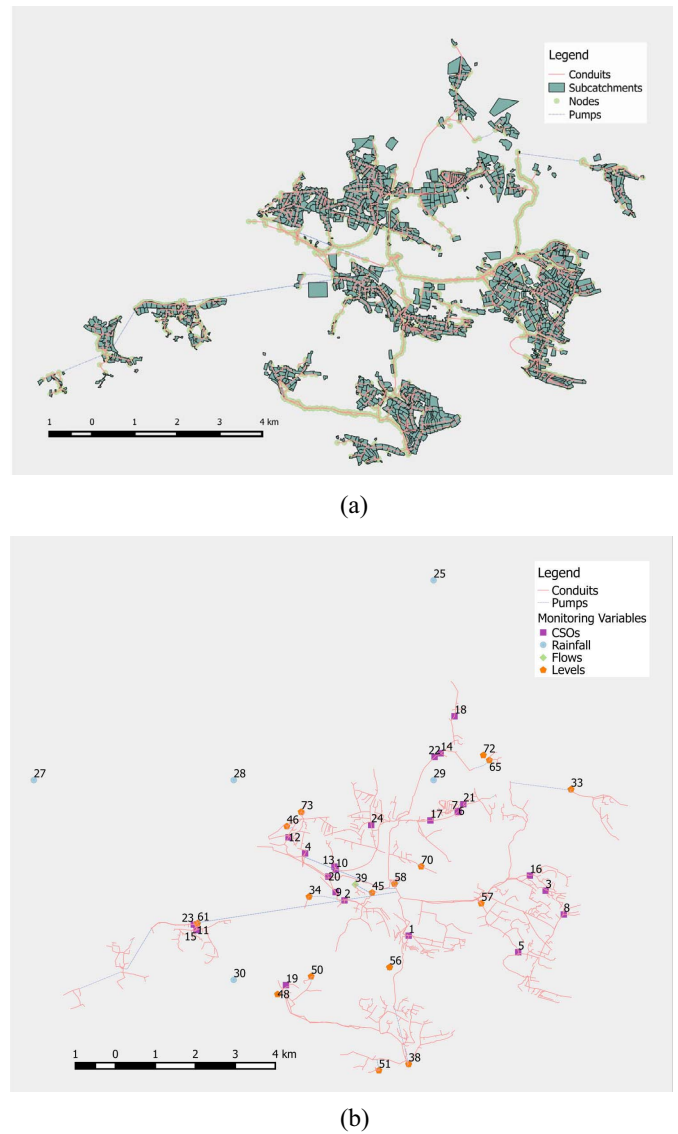 Legend
Conduits
Subcatchments
Nodes
Pumps
1 0 1 2 3 4 km
(a)
25
Legend
Conduits
Pumps
Monitoring Variables
CSOs
Rainfall
Flows
Levels
18
22 14 72
65
27 28 29 33
73 21
46 7 6
24 17
12
4
13 10 70 16
20 39 58 3
34 9 2 45 57 8
23 61
11 1
15 5
56
30 50
19
48
38
51
1 0 1 2 3 4 km
(b)